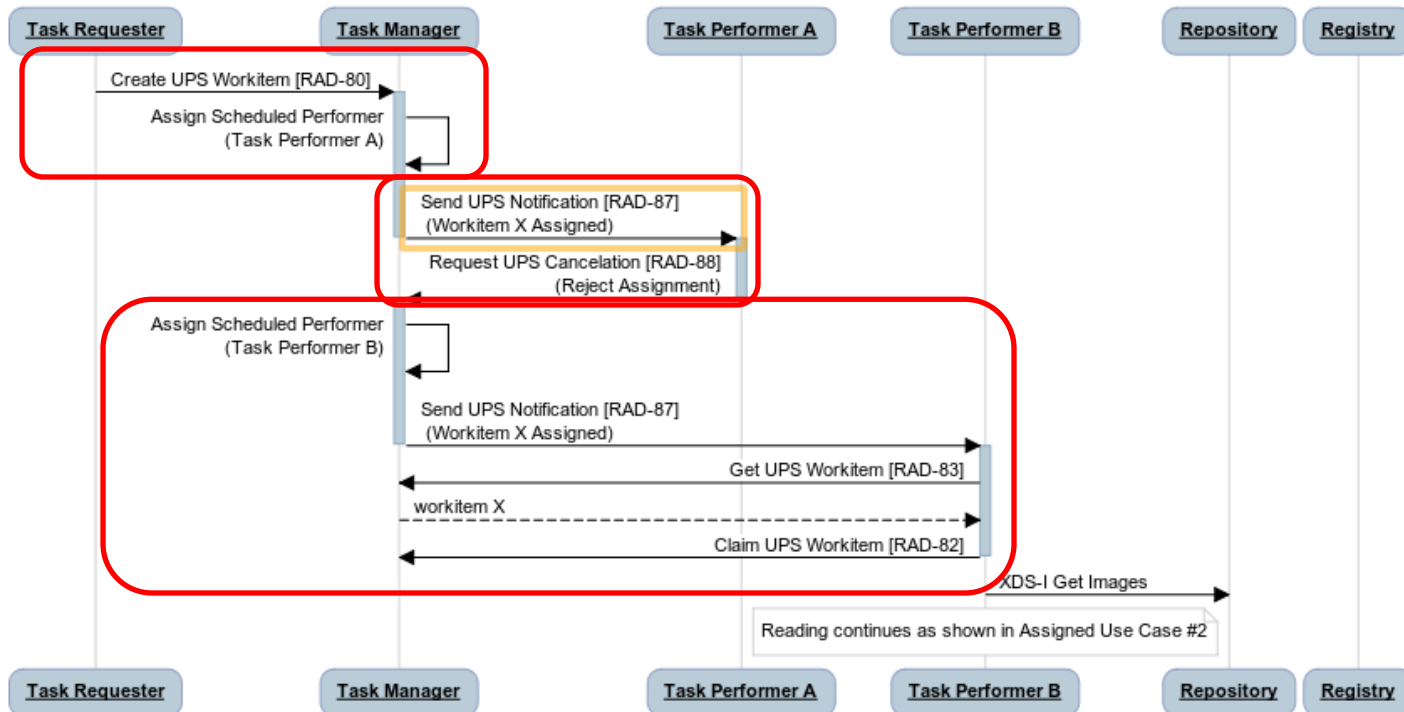 Task Requester
Task Manager
Task Performer A
Task Performer B
Repository
Registry
Create UPS Workitem [RAD-80]
Assign Scheduled Performer
(Task Performer A)
Send UPS Notification [RAD-87]
(Workitem X Assigned)
Request UPS Cancelation [RAD-88]
(Reject Assignment)
Assign Scheduled Performer
(Task Performer B)
Send UPS Notification [RAD-87]
(Workitem X Assigned)
Get UPS Workitem [RAD-83]
workitem X
Claim UPS Workitem [RAD-82]
XDS-I Get Images
Reading continues as shown in Assigned Use Case #2
Task Requester
Task Manager
Task Performer A
Task Performer B
Repository
Registry